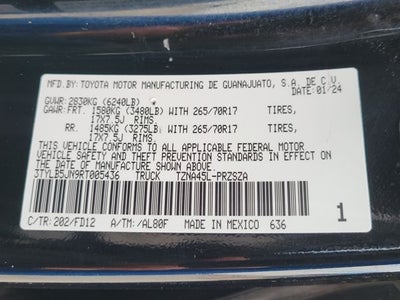 MFD.BY:TOYOTA MOTOR MANUFACTURING DE GUANAJUATO, S.A. DE C.V.
DATE:01/24
GVWR:2830KG (6240LB)
GAWR:FRT. 1580KG (3480LB) WITH 265/70R17 TIRES,
17X7.5J RIMS
RR. 1485KG (3275LB) WITH 265/70R17 TIRES,
17X7.5J RIMS
THIS VEHICLE CONFORMS TO ALL APPLICABLE FEDERAL MOTOR
VEHICLE SAFETY AND THEFT PREVENTION STANDARDS IN EFFECT ON
THE DATE OF MANUFACTURE SHOWN ABOVE.
3TYLB5JN9RT005436 TRUCK TZNA45L-PRZSZA
C/TR:202/FD12 A/TM:/AL80F MADE IN MEXICO 636
1